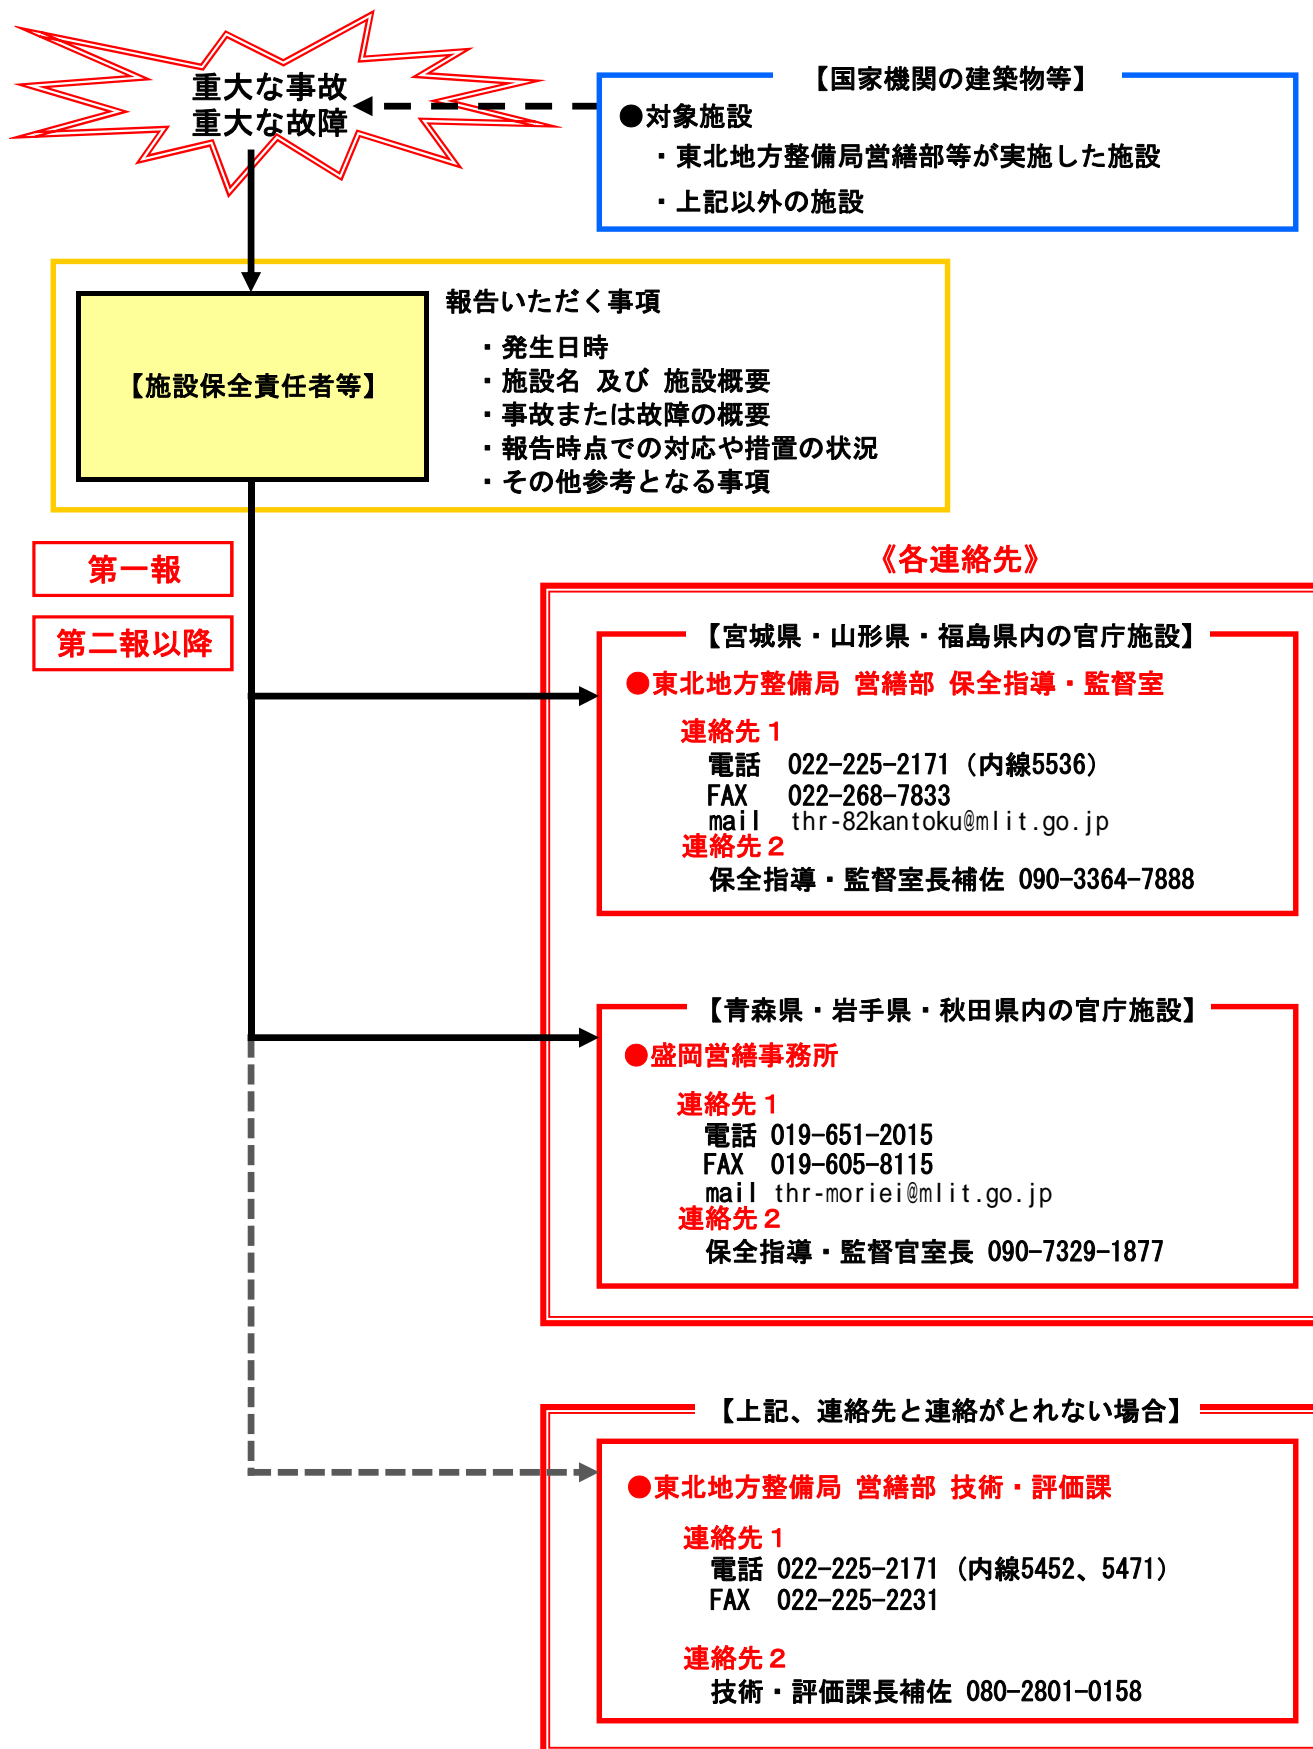 重大な事故
重大な故障
【国家機関の建築物等】
●対象施設
・東北地方整備局営繕部等が実施した施設
・上記以外の施設
【施設保全責任者等】
報告いただく事項
・発生日時
・施設名 及び 施設概要
・事故または故障の概要
・報告時点での対応や措置の状況
・その他参考となる事項
第一報
第二報以降
《各連絡先》
【宮城県・山形県・福島県内の官庁施設】
●東北地方整備局 営繕部 保全指導・監督室
連絡先１
電話 022-225-2171（内線5536）
FAX 022-268-7833
mail thr-82kantoku@mlit.go.jp
連絡先２
保全指導・監督室長補佐 090-3364-7888
【青森県・岩手県・秋田県内の官庁施設】
●盛岡営繕事務所
連絡先１
電話 019-651-2015
FAX 019-605-8115
mail thr-moriei@mlit.go.jp
連絡先２
保全指導・監督官室長 090-7329-1877
【上記、連絡先と連絡がとれない場合】
●東北地方整備局 営繕部 技術・評価課
連絡先１
電話 022-225-2171（内線5452、5471）
FAX 022-225-2231
連絡先２
技術・評価課長補佐 080-2801-0158